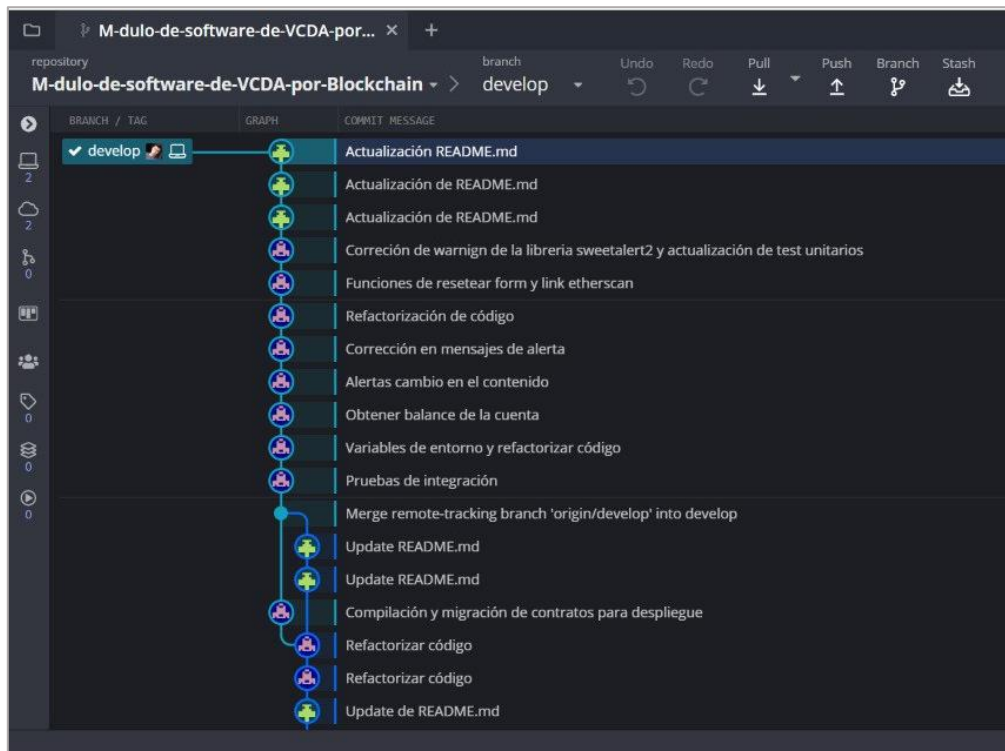 M-dulo-de-software-de-VCDA-por... × +
repository branch Undo Redo Pull Push Branch Stash
M-dulo-de-software-de-VCDA-por-Blockchain develop
BRANCH / TAG GRAPH COMMIT MESSAGE
develop Actualización README.md
2 Actualización de README.md
Actualización de README.md
2
Correción de warnign de la libreria sweetalert2 y actualización de test unitarios
0 Funciones de resetear form y link etherscan
Refactorización de código
Corrección en mensajes de alerta
Alertas cambio en el contenido
0 Obtener balance de la cuenta
Variables de entorno y refactorizar código
0
Pruebas de integración
0 Merge remote-tracking branch 'origin/develop' into develop
Update README.md
Update README.md
Compilación y migración de contratos para despliegue
Refactorizar código
Refactorizar código
Update de README.md